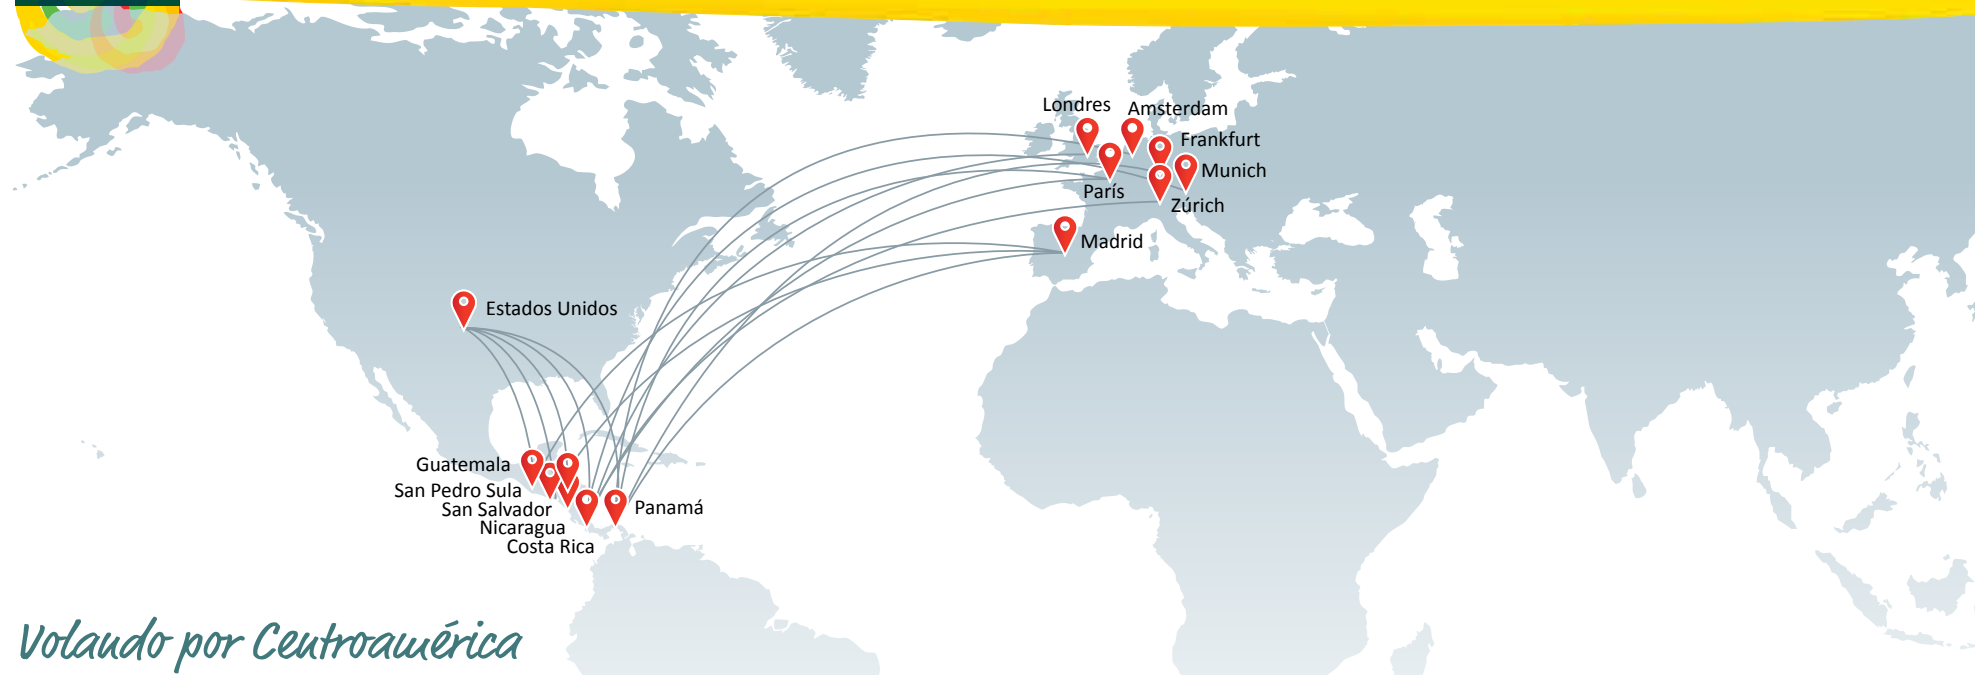 Londres
Amsterdam
Frankfurt
Munich
París
Zúrich
Madrid
Estados Unidos
Guatemala
San Pedro Sula
San Salvador
Nicaragua
Costa Rica
Panamá
Volando por Centroamérica